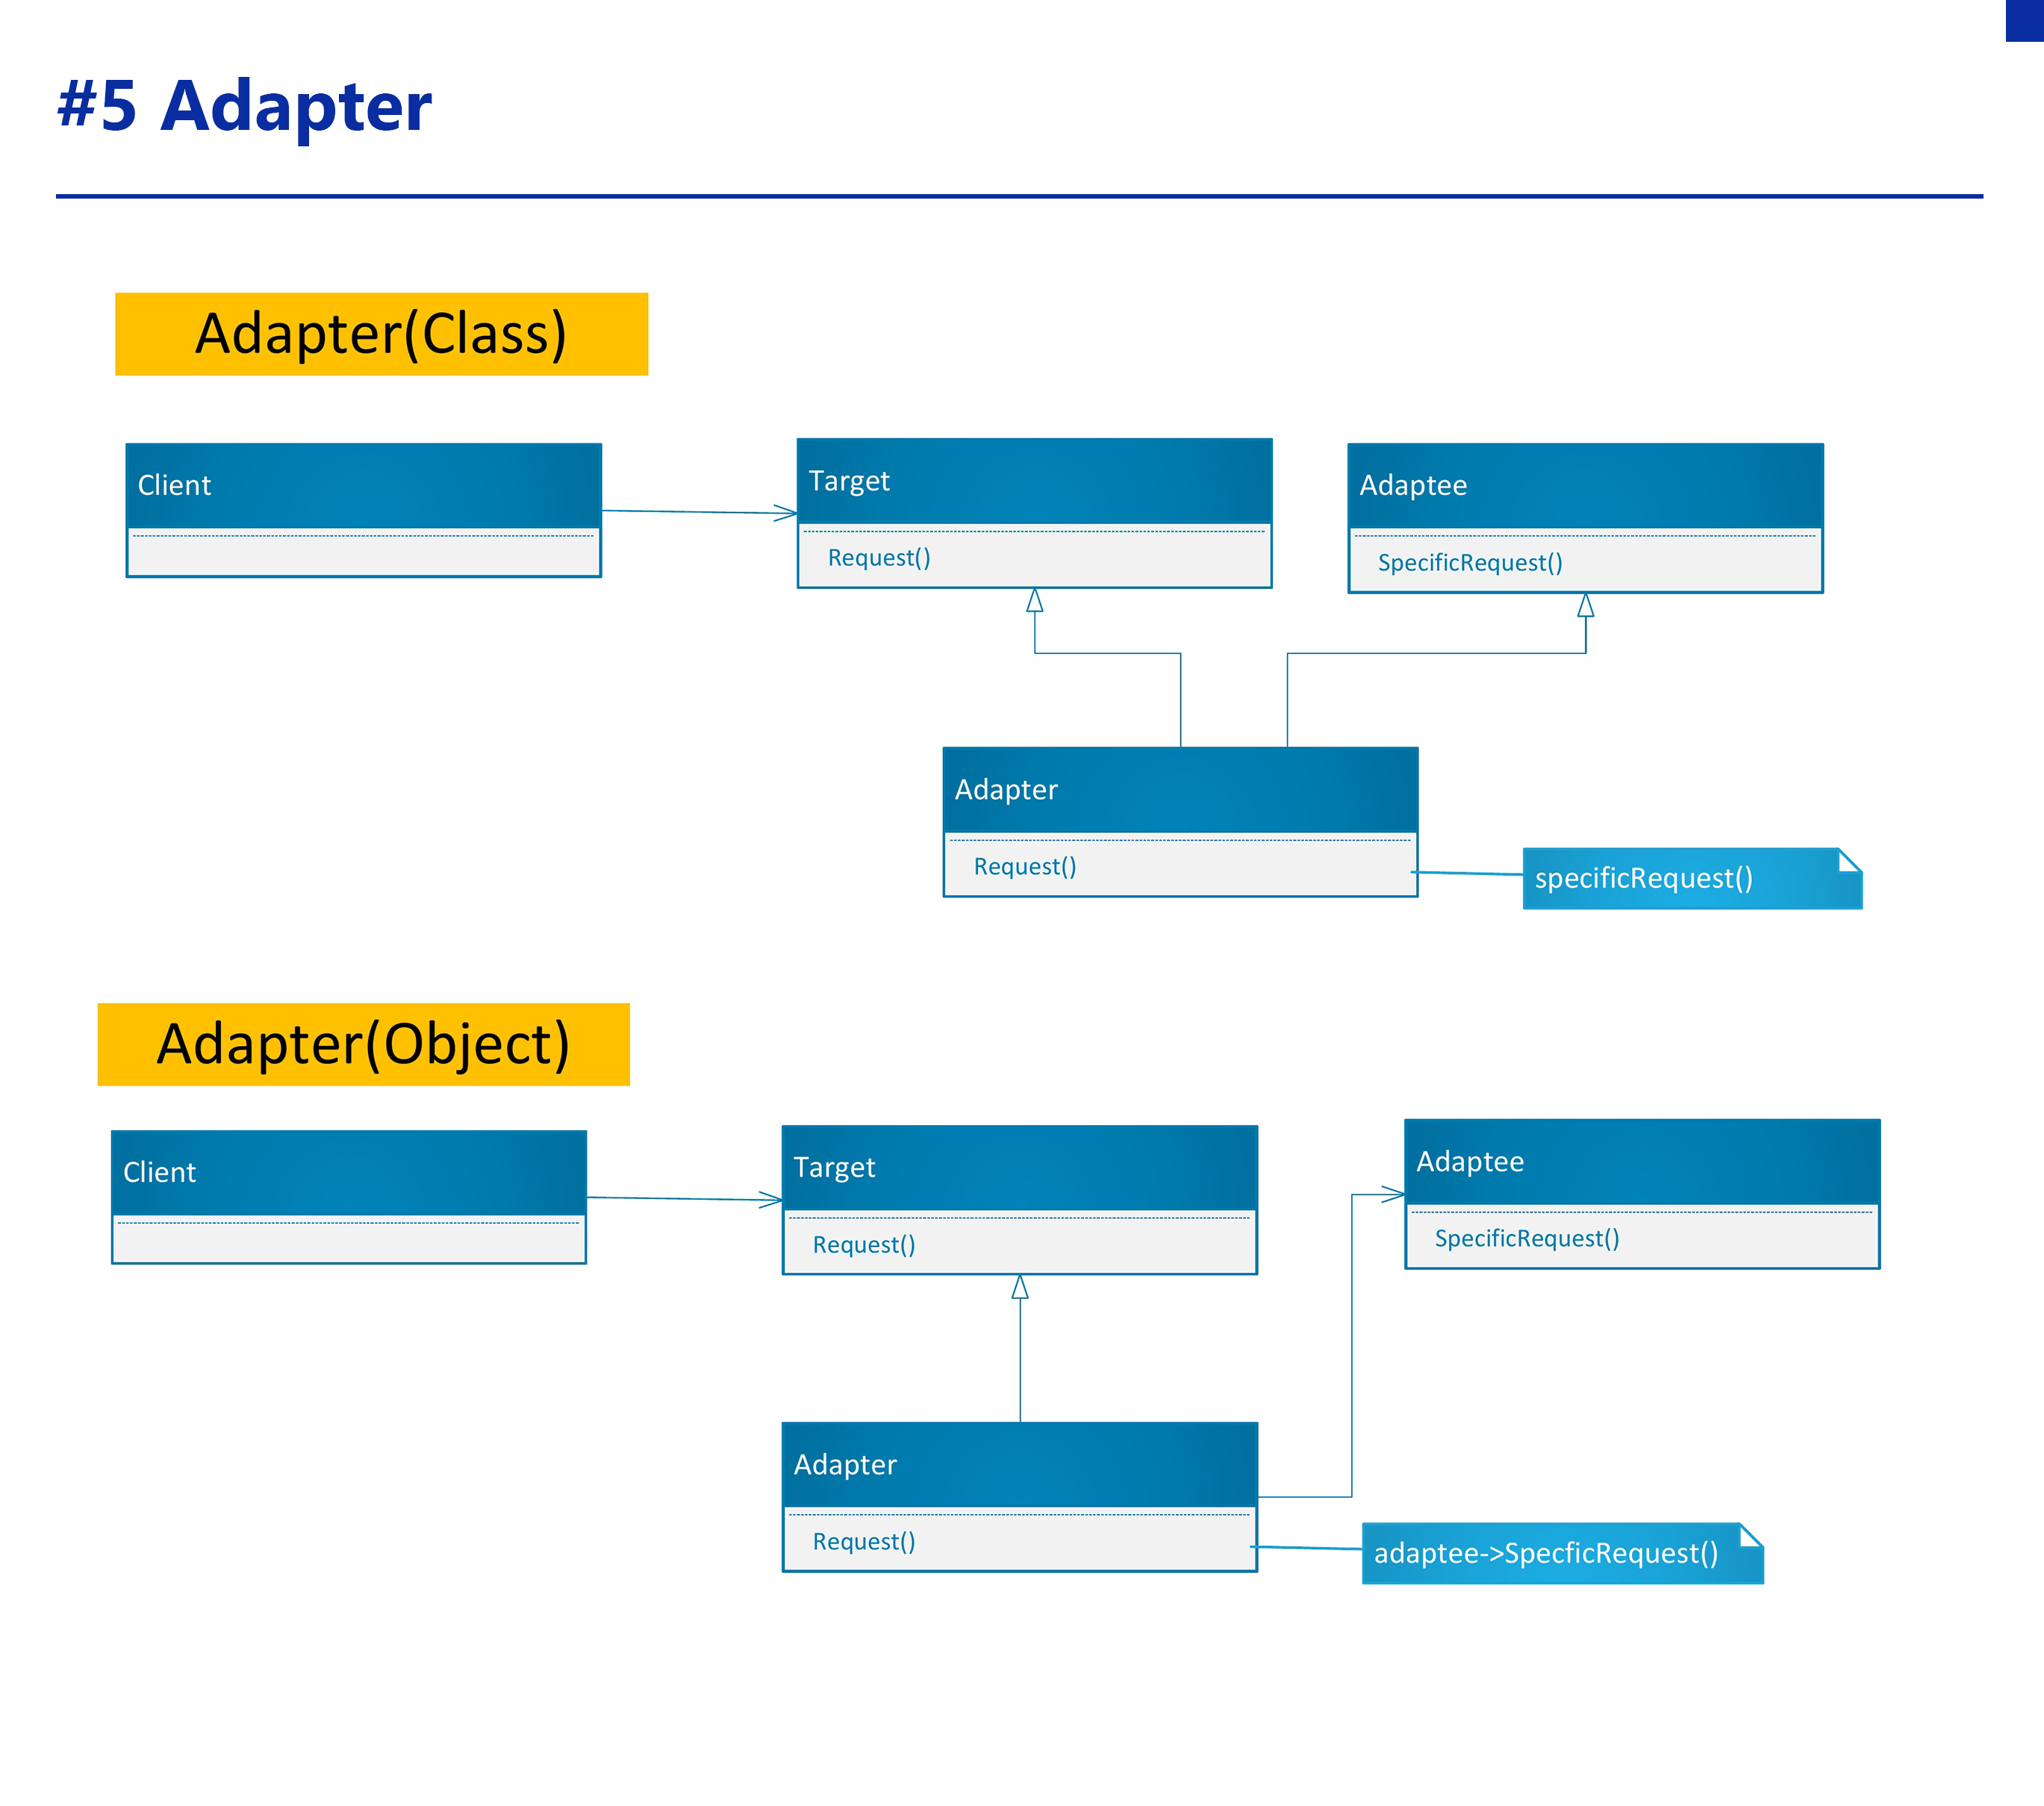 #5 Adapter
Adapter(Class)
Client
Target
Request()
Adaptee
SpecificRequest()
Adapter
Request()
specificRequest()
Adapter(Object)
Client
Target
Request()
Adaptee
SpecificRequest()
Adapter
Request()
adaptee->SpecficRequest()